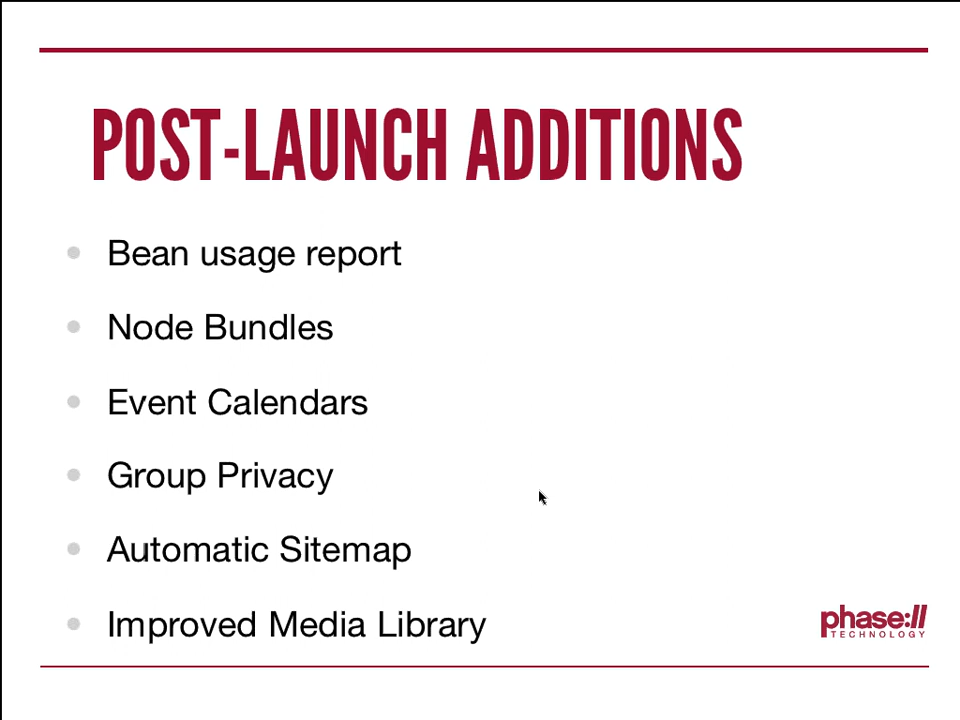 POST-LAUNCH ADDITIONS
Bean usage report
Node Bundles
Event Calendars
Group Privacy
Automatic Sitemap
Improved Media Library
phase:ll
TECHNOLOGY